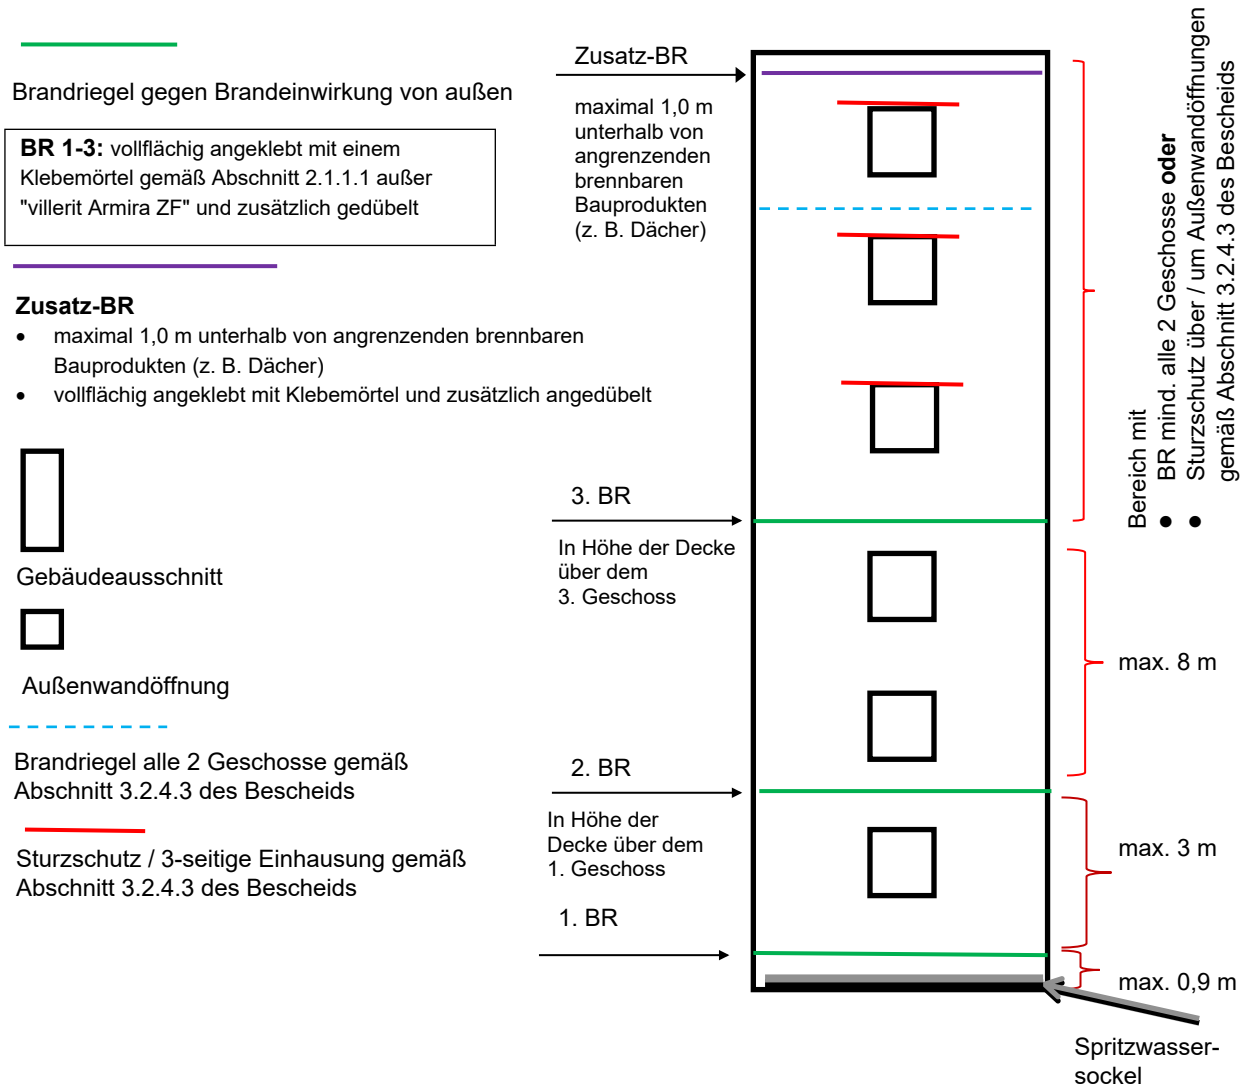 Brandriegel gegen Brandeinwirkung von außen
BR 1-3: vollflächig angeklebt mit einem
Klebemörtel gemäß Abschnitt 2.1.1.1 außer
"villerit Armira ZF" und zusätzlich gedübelt
Zusatz-BR
• maximal 1,0 m unterhalb von angrenzenden brennbaren
Bauprodukten (z. B. Dächer)
• vollflächig angeklebt mit Klebemörtel und zusätzlich angedübelt
Gebäudeausschnitt
Außenwandöffnung
Brandriegel alle 2 Geschosse gemäß
Abschnitt 3.2.4.3 des Bescheids
Sturzschutz / 3-seitige Einhausung gemäß
Abschnitt 3.2.4.3 des Bescheids
Zusatz-BR
maximal 1,0 m
unterhalb von
angrenzenden
brennbaren
Bauprodukten
(z. B. Dächer)
3. BR
In Höhe der Decke
über dem
3. Geschoss
2. BR
In Höhe der
Decke über dem
1. Geschoss
1. BR
Bereich mit
• BR mind. alle 2 Geschosse oder
• Sturzschutz über / um Außenwandöffnungen
gemäß Abschnitt 3.2.4.3 des Bescheids
max. 8 m
max. 3 m
max. 0,9 m
Spritzwasser-
sockel